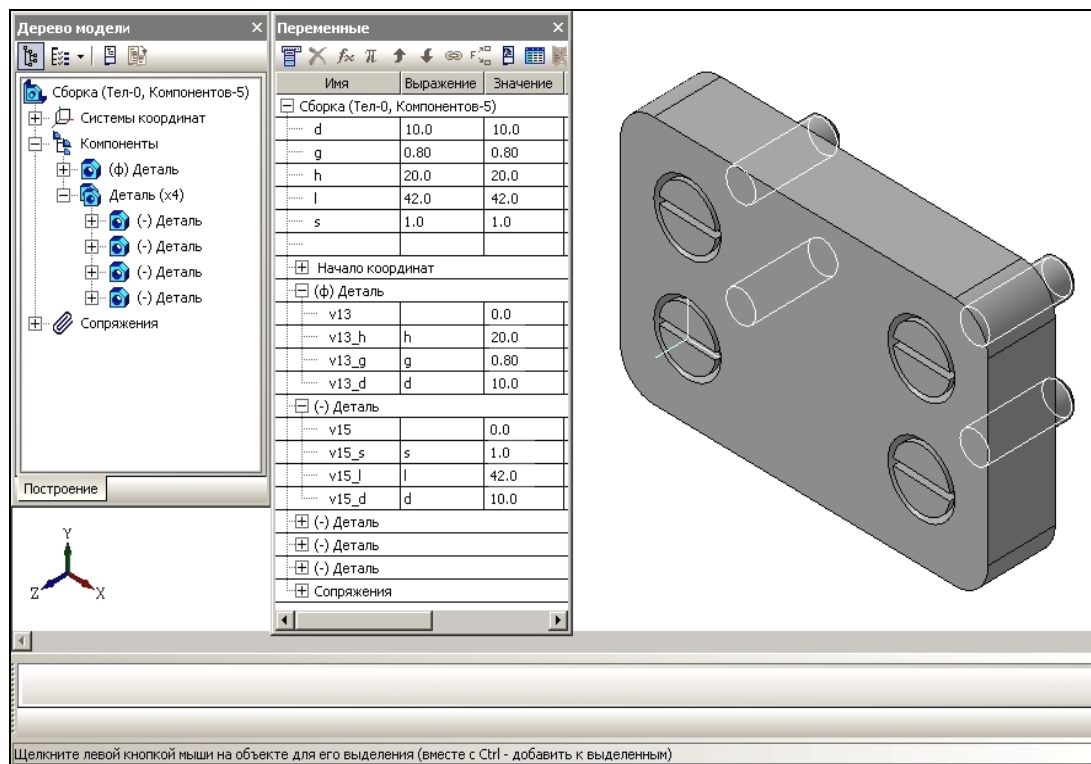 Дерево модели
Сборка (Тел-0, Компонентов-5)
Системы координат
Компоненты
(ф) Деталь
Деталь (x4)
(-) Деталь
(-) Деталь
(-) Деталь
(-) Деталь
Сопряжения
Построение
Переменные
Имя Выражение Значение
Сборка (Тел-0, Компонентов-5)
d 10.0 10.0
g 0.80 0.80
h 20.0 20.0
l 42.0 42.0
s 1.0 1.0
Начало координат
(ф) Деталь
v13 0.0
v13_h h 20.0
v13_g g 0.80
v13_d d 10.0
(-) Деталь
v15 0.0
v15_s s 1.0
v15_l l 42.0
v15_d d 10.0
(-) Деталь
(-) Деталь
(-) Деталь
Сопряжения
Y
Z X
Щелкните левой кнопкой мыши на объекте для его выделения (вместе с Ctrl - добавить к выделенным)